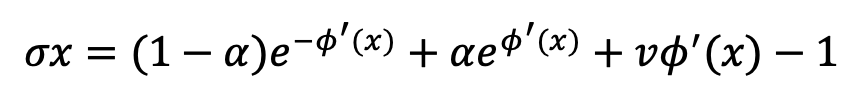 σx = (1 − α)e^{−ϕ′(x)} + αe^{ϕ′(x)} + vϕ′(x) − 1